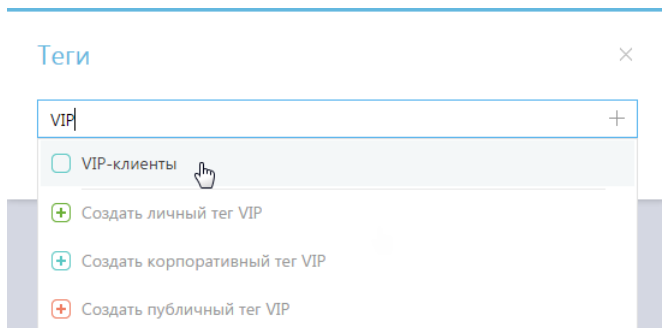 Теги
VIP
VIP-клиенты
Создать личный тег VIP
Создать корпоративный тег VIP
Создать публичный тег VIP